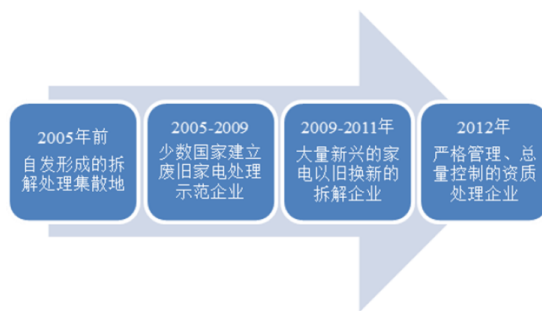 2005年前
自发形成的拆
解处理集散地
2005-2009
少数国家建立
废旧家电处理
示范企业
2009-2011年
大量新兴的家
电以旧换新的
拆解企业
2012年
严格管理、总
量控制的资质
处理企业